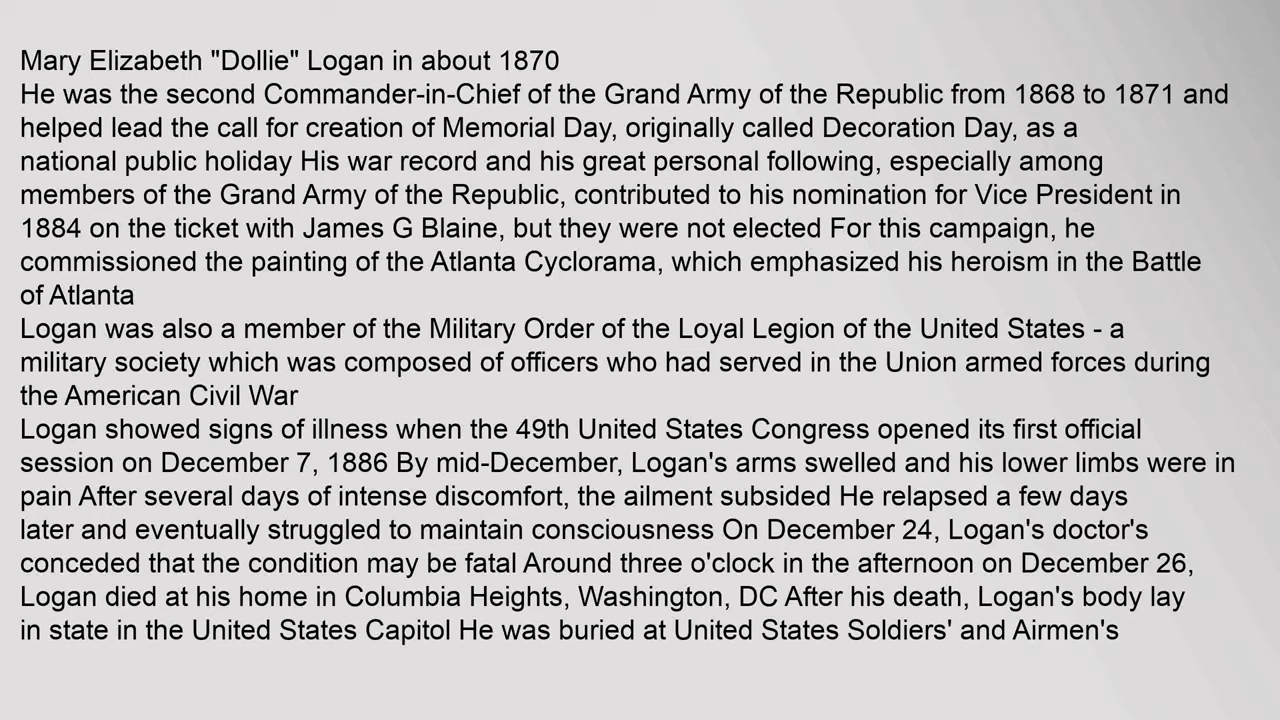 Mary Elizabeth "Dollie" Logan in about 1870
He was the second Commander-in-Chief of the Grand Army of the Republic from 1868 to 1871 and
helped lead the call for creation of Memorial Day, originally called Decoration Day, as a
national public holiday His war record and his great personal following, especially among
members of the Grand Army of the Republic, contributed to his nomination for Vice President in
1884 on the ticket with James G Blaine, but they were not elected For this campaign, he
commissioned the painting of the Atlanta Cyclorama, which emphasized his heroism in the Battle
of Atlanta
Logan was also a member of the Military Order of the Loyal Legion of the United States - a
military society which was composed of officers who had served in the Union armed forces during
the American Civil War
Logan showed signs of illness when the 49th United States Congress opened its first official
session on December 7, 1886 By mid-December, Logan's arms swelled and his lower limbs were in
pain After several days of intense discomfort, the ailment subsided He relapsed a few days
later and eventually struggled to maintain consciousness On December 24, Logan's doctor's
conceded that the condition may be fatal Around three o'clock in the afternoon on December 26,
Logan died at his home in Columbia Heights, Washington, DC After his death, Logan's body lay
in state in the United States Capitol He was buried at United States Soldiers' and Airmen's